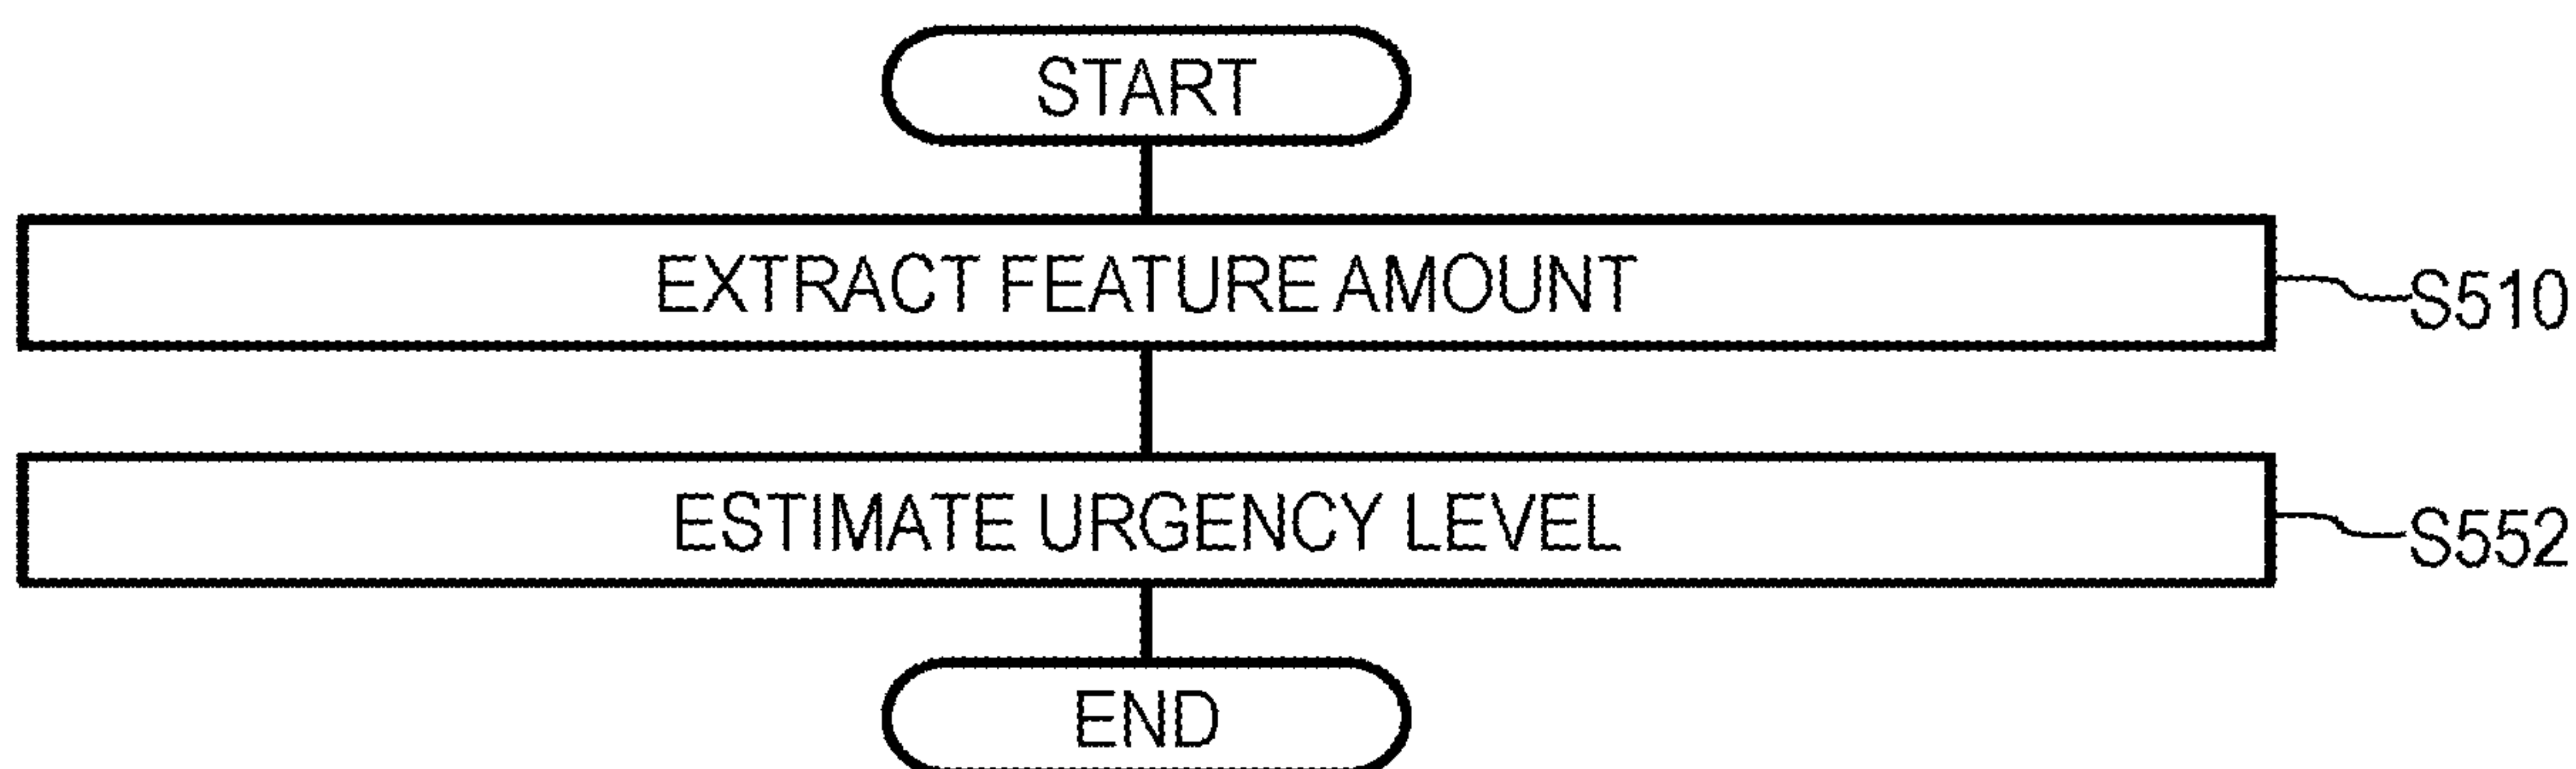 START
EXTRACT FEATURE AMOUNT
S510
ESTIMATE URGENCY LEVEL
S552
END